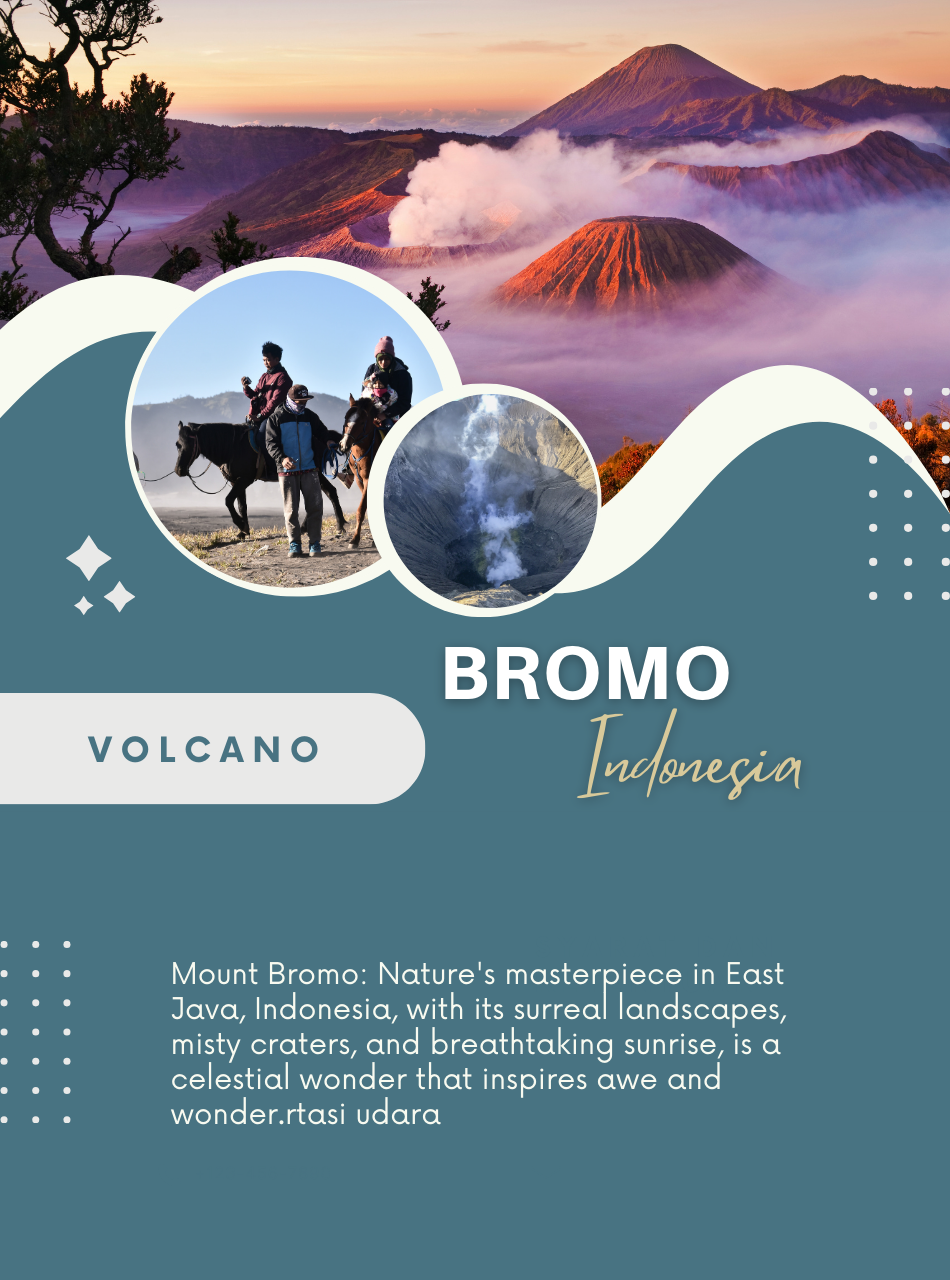 BROMO
VOLCANO
Indonesia
Mount Bromo: Nature's masterpiece in East
Java, Indonesia, with its surreal landscapes,
misty craters, and breathtaking sunrise, is a
celestial wonder that inspires awe and
wonder.rtasi udara